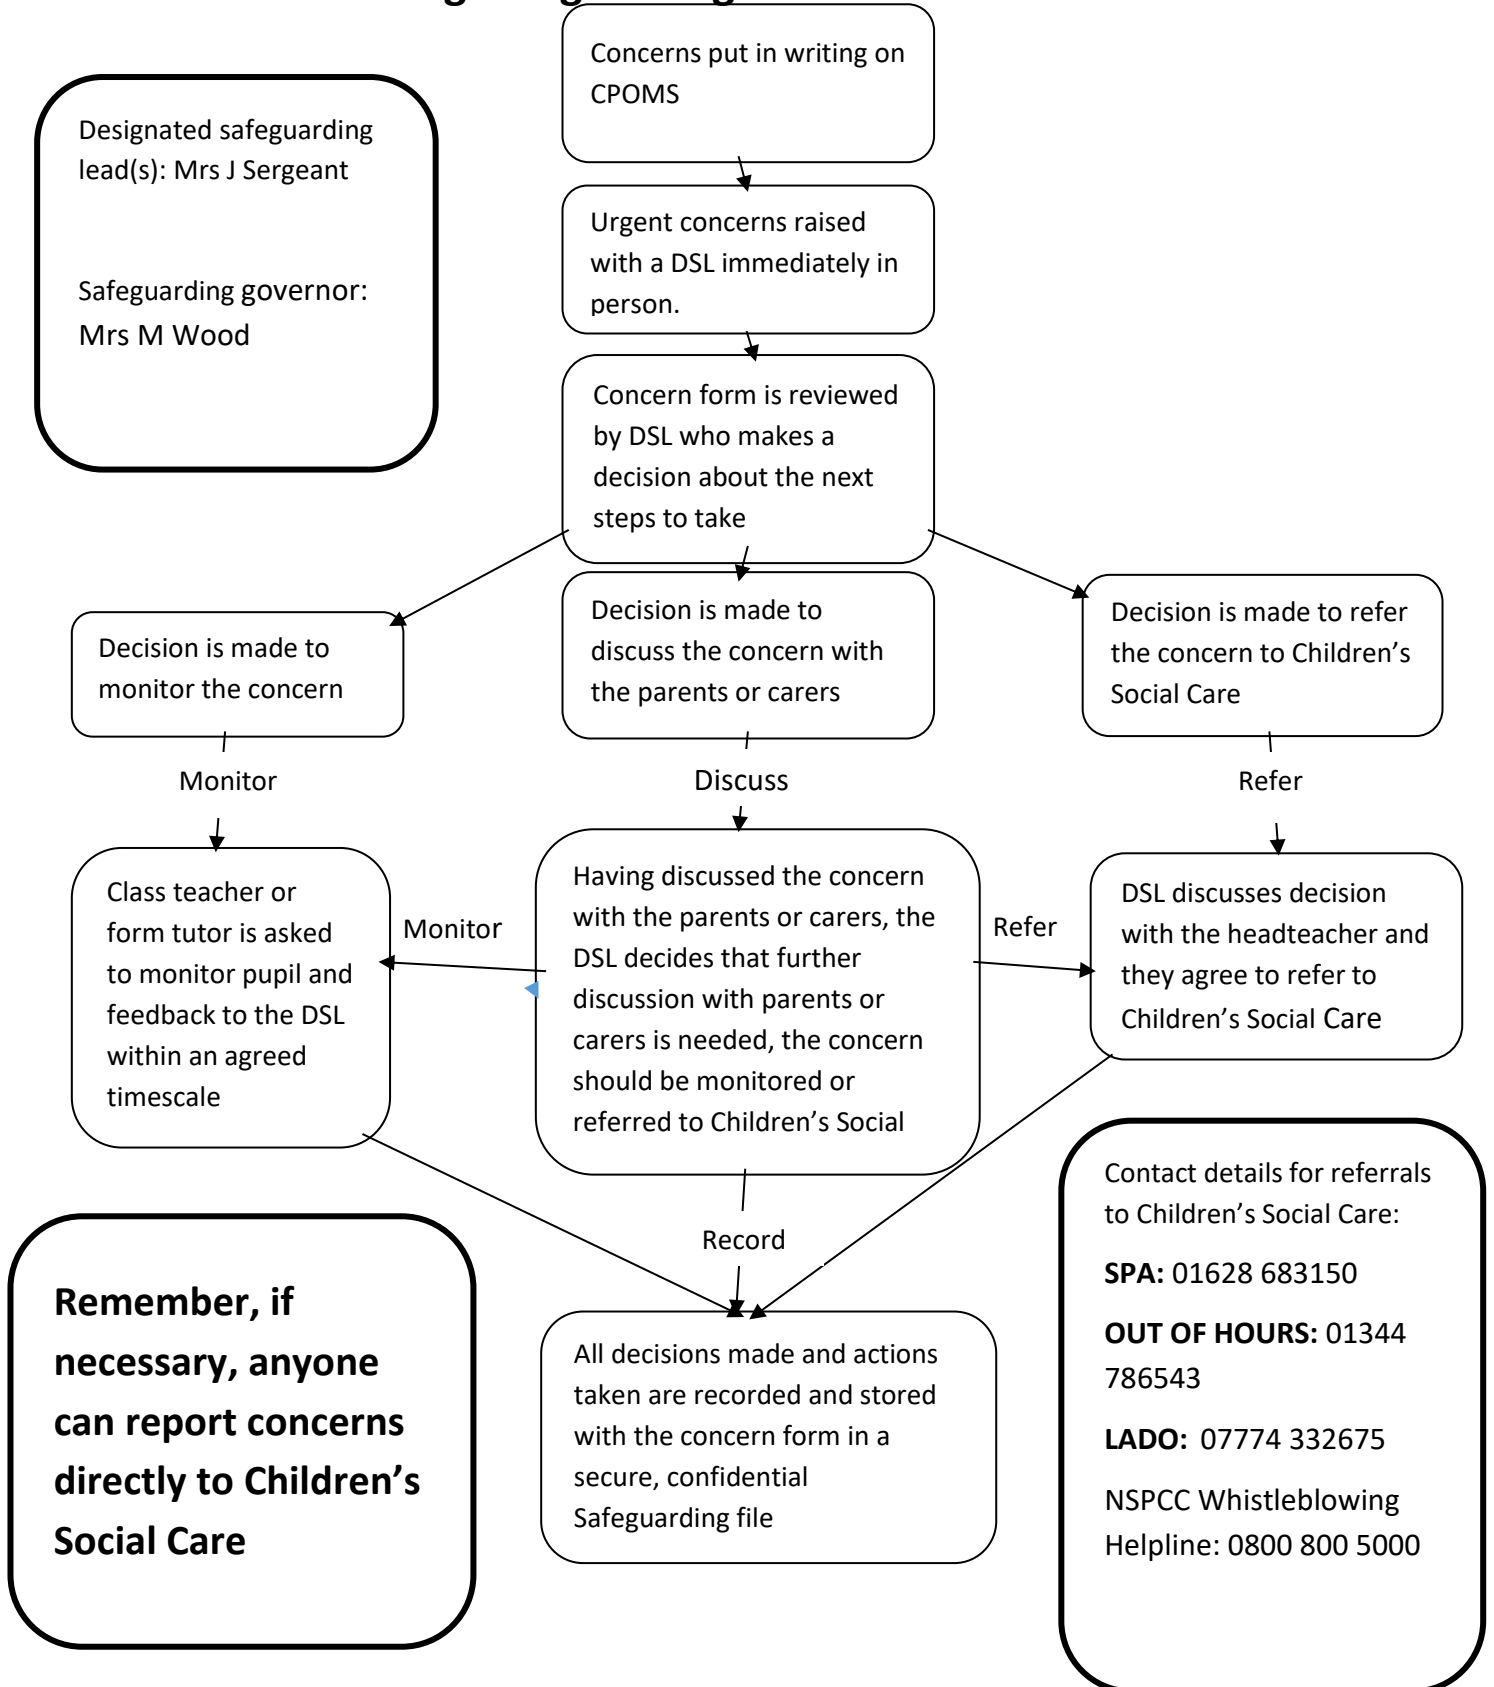 Concerns put in writing on
CPOMS
Designated safeguarding
lead(s): Mrs J Sergeant
Safeguarding governor:
Mrs M Wood
Urgent concerns raised
with a DSL immediately in
person.
Concern form is reviewed
by DSL who makes a
decision about the next
steps to take
Decision is made to
monitor the concern
Decision is made to
discuss the concern with
the parents or carers
Decision is made to refer
the concern to Children’s
Social Care
Monitor
Discuss
Refer
Class teacher or
form tutor is asked
to monitor pupil and
feedback to the DSL
within an agreed
timescale
Monitor
Having discussed the concern
with the parents or carers, the
DSL decides that further
discussion with parents or
carers is needed, the concern
should be monitored or
referred to Children’s Social
Refer
DSL discusses decision
with the headteacher and
they agree to refer to
Children’s Social Care
Record
Remember, if
necessary, anyone
can report concerns
directly to Children’s
Social Care
All decisions made and actions
taken are recorded and stored
with the concern form in a
secure, confidential
Safeguarding file
Contact details for referrals
to Children’s Social Care:
SPA: 01628 683150
OUT OF HOURS: 01344
786543
LADO: 07774 332675
NSPCC Whistleblowing
Helpline: 0800 800 5000